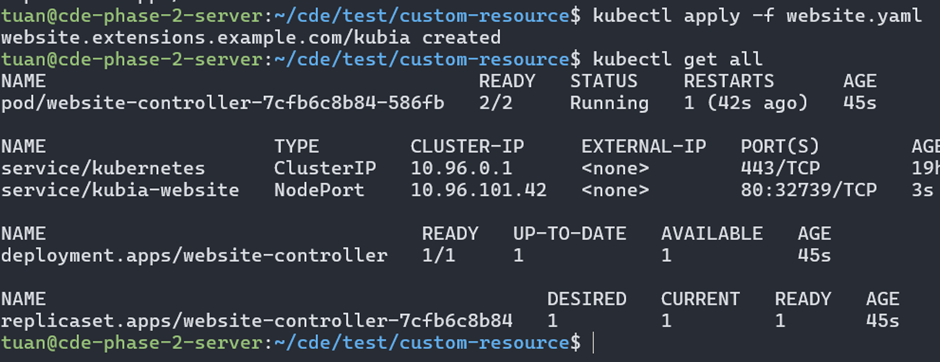 tuan@cde-phase-2-server:~/cde/test/custom-resource$ kubectl apply -f website.yaml
website.extensions.example.com/kubia created
tuan@cde-phase-2-server:~/cde/test/custom-resource$ kubectl get all
NAME READY STATUS RESTARTS AGE
pod/website-controller-7cfb6c8b84-586fb 2/2 Running 1 (42s ago) 45s
NAME TYPE CLUSTER-IP EXTERNAL-IP PORT(S) AGE
service/kubernetes ClusterIP 10.96.0.1 <none> 443/TCP 19h
service/kubia-website NodePort 10.96.101.42 <none> 80:32739/TCP 3s
NAME READY UP-TO-DATE AVAILABLE AGE
deployment.apps/website-controller 1/1 1 1 45s
NAME DESIRED CURRENT READY AGE
replicaset.apps/website-controller-7cfb6c8b84 1 1 1 45s
tuan@cde-phase-2-server:~/cde/test/custom-resource$